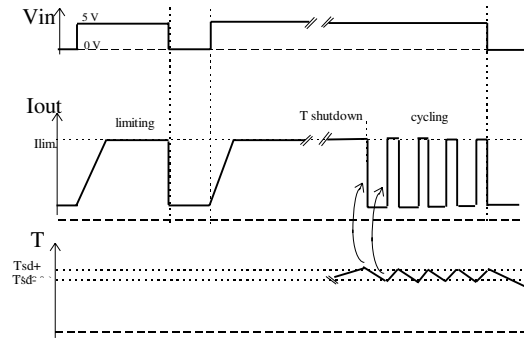 Vin
5 V
0 V
Iout
limiting
T shutdown
cycling
Ilim.
T
Tsd+
Tsd-